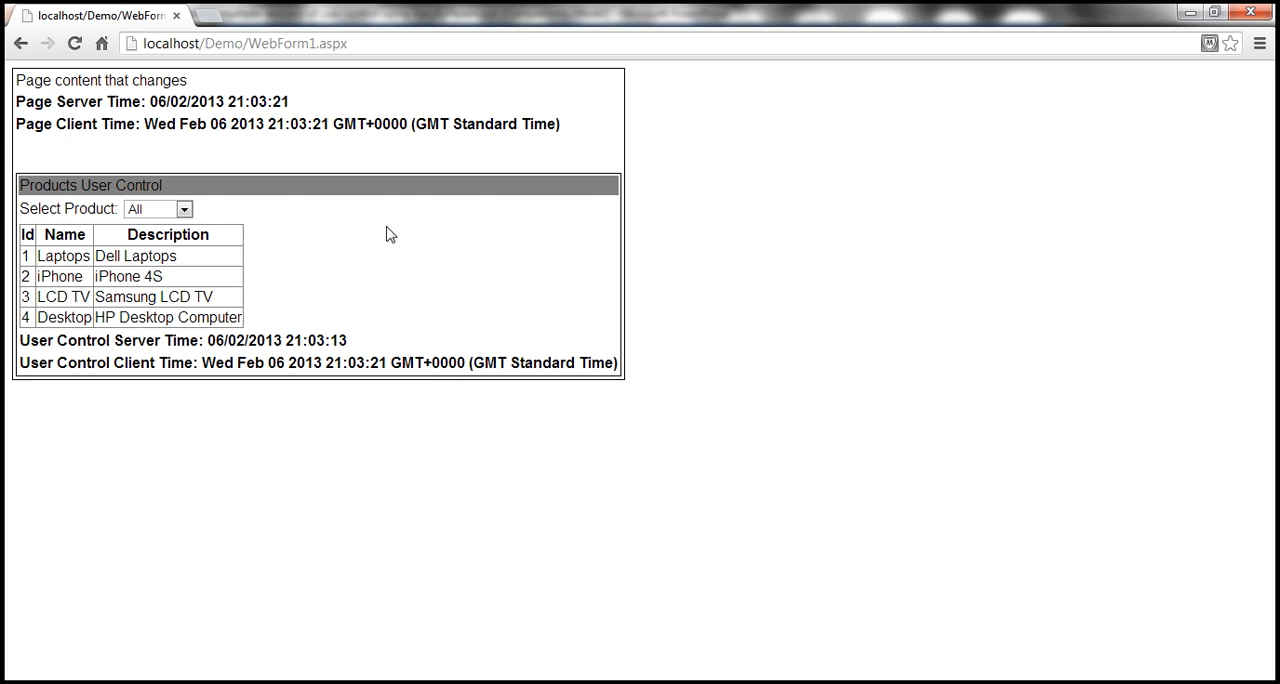 localhost/Demo/WebForm
localhost/Demo/WebForm1.aspx
Page content that changes
Page Server Time: 06/02/2013 21:03:21
Page Client Time: Wed Feb 06 2013 21:03:21 GMT+0000 (GMT Standard Time)
Products User Control
Select Product: All
Id Name Description
1 Laptops Dell Laptops
2 iPhone iPhone 4S
3 LCD TV Samsung LCD TV
4 Desktop HP Desktop Computer
User Control Server Time: 06/02/2013 21:03:13
User Control Client Time: Wed Feb 06 2013 21:03:21 GMT+0000 (GMT Standard Time)